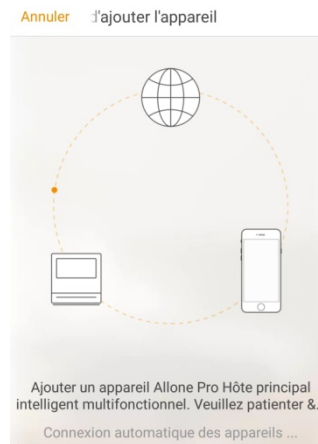 Annuler d'ajouter l'appareil
Ajouter un appareil Allone Pro Hôte principal
intelligent multifonctionnel. Veuillez patienter &.
Connexion automatique des appareils ...